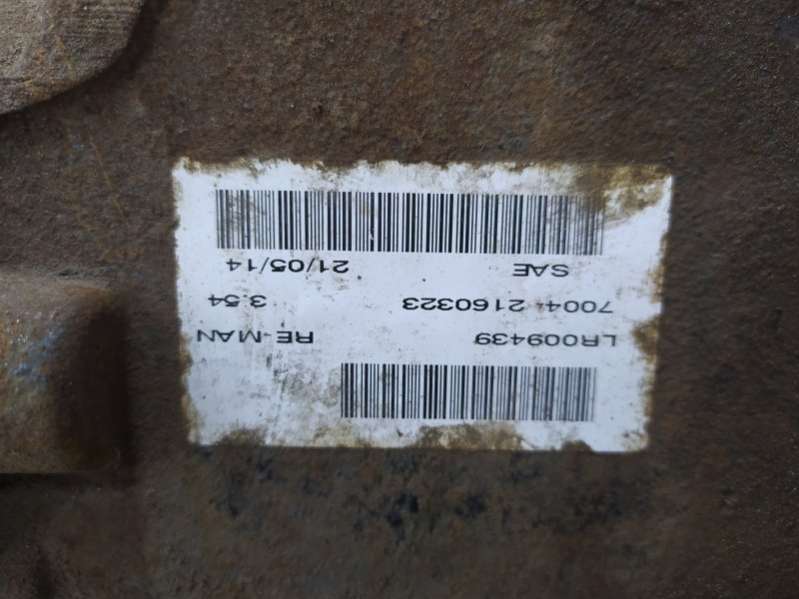 LR009439 RE-MAN
7004-2160323 3.54
SAE 21/05/14